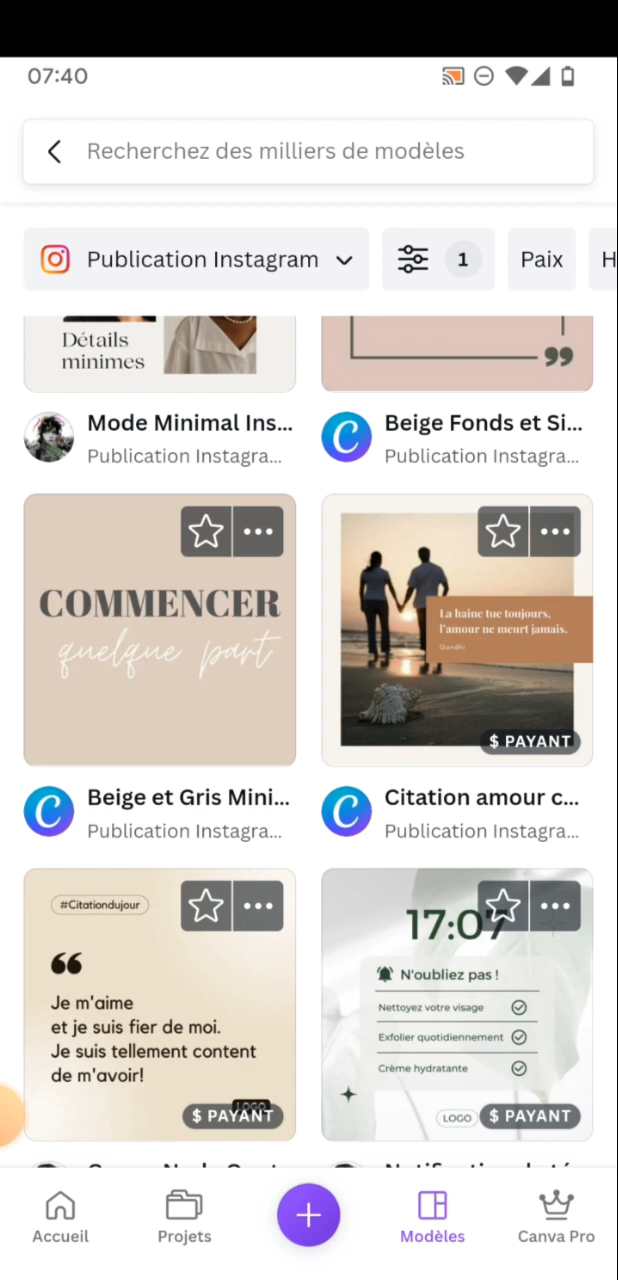 07:40
Recherchez des milliers de modèles
Publication Instagram
1
Paix
H
Détails
minimes
Mode Minimal Ins...
Publication Instagra...
Beige Fonds et Si...
Publication Instagra...
COMMENCER
quelque part
La haine tue toujours,
l'amour ne meurt jamais.
Gandhi
$ PAYANT
Beige et Gris Mini...
Publication Instagra...
Citation amour c...
Publication Instagra...
#Citationdujour
Je m'aime
et je suis fier de moi.
Je suis tellement content
de m'avoir!
LOGO
$ PAYANT
17:07
N'oubliez pas !
Nettoyez votre visage
Exfolier quotidiennement
Crème hydratante
LOGO
$ PAYANT
Accueil
Projets
Modèles
Canva Pro